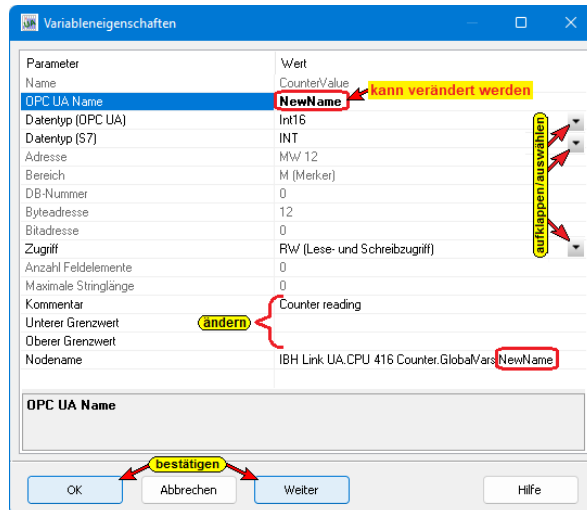 Variableneigenschaften
Parameter Wert
Name CounterValue
kann verändert werden
OPC UA Name NewName
Datentyp (OPC UA) Int16
Datentyp (S7) INT
Adresse MW 12
Bereich M (Merker)
DB-Nummer 0
Byteadresse 12
Bitadresse 0
Zugriff RW (Lese- und Schreibzugriff)
aufklappen/auswählen
Anzahl Feldelemente 0
Maximale Stringlänge 0
Kommentar Counter reading
Unterer Grenzwert
ändern
Oberer Grenzwert
Nodename IBH Link UA.CPU 416 Counter.GlobalVars.NewName
OPC UA Name
bestätigen
OK Abbrechen Weiter Hilfe